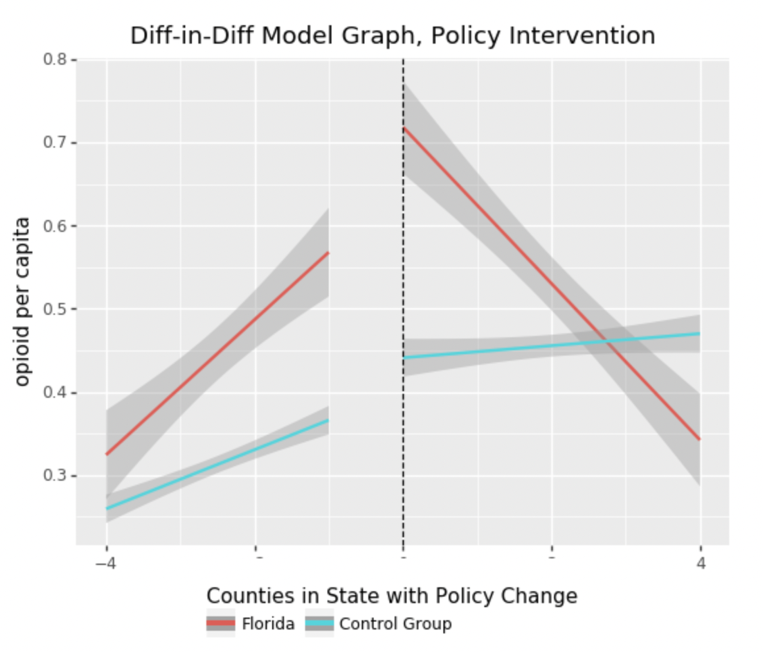 Diff-in-Diff Model Graph, Policy Intervention
0.8
0.7
0.6
0.5
0.4
0.3
opioid per capita
−4 4
Counties in State with Policy Change
Florida Control Group